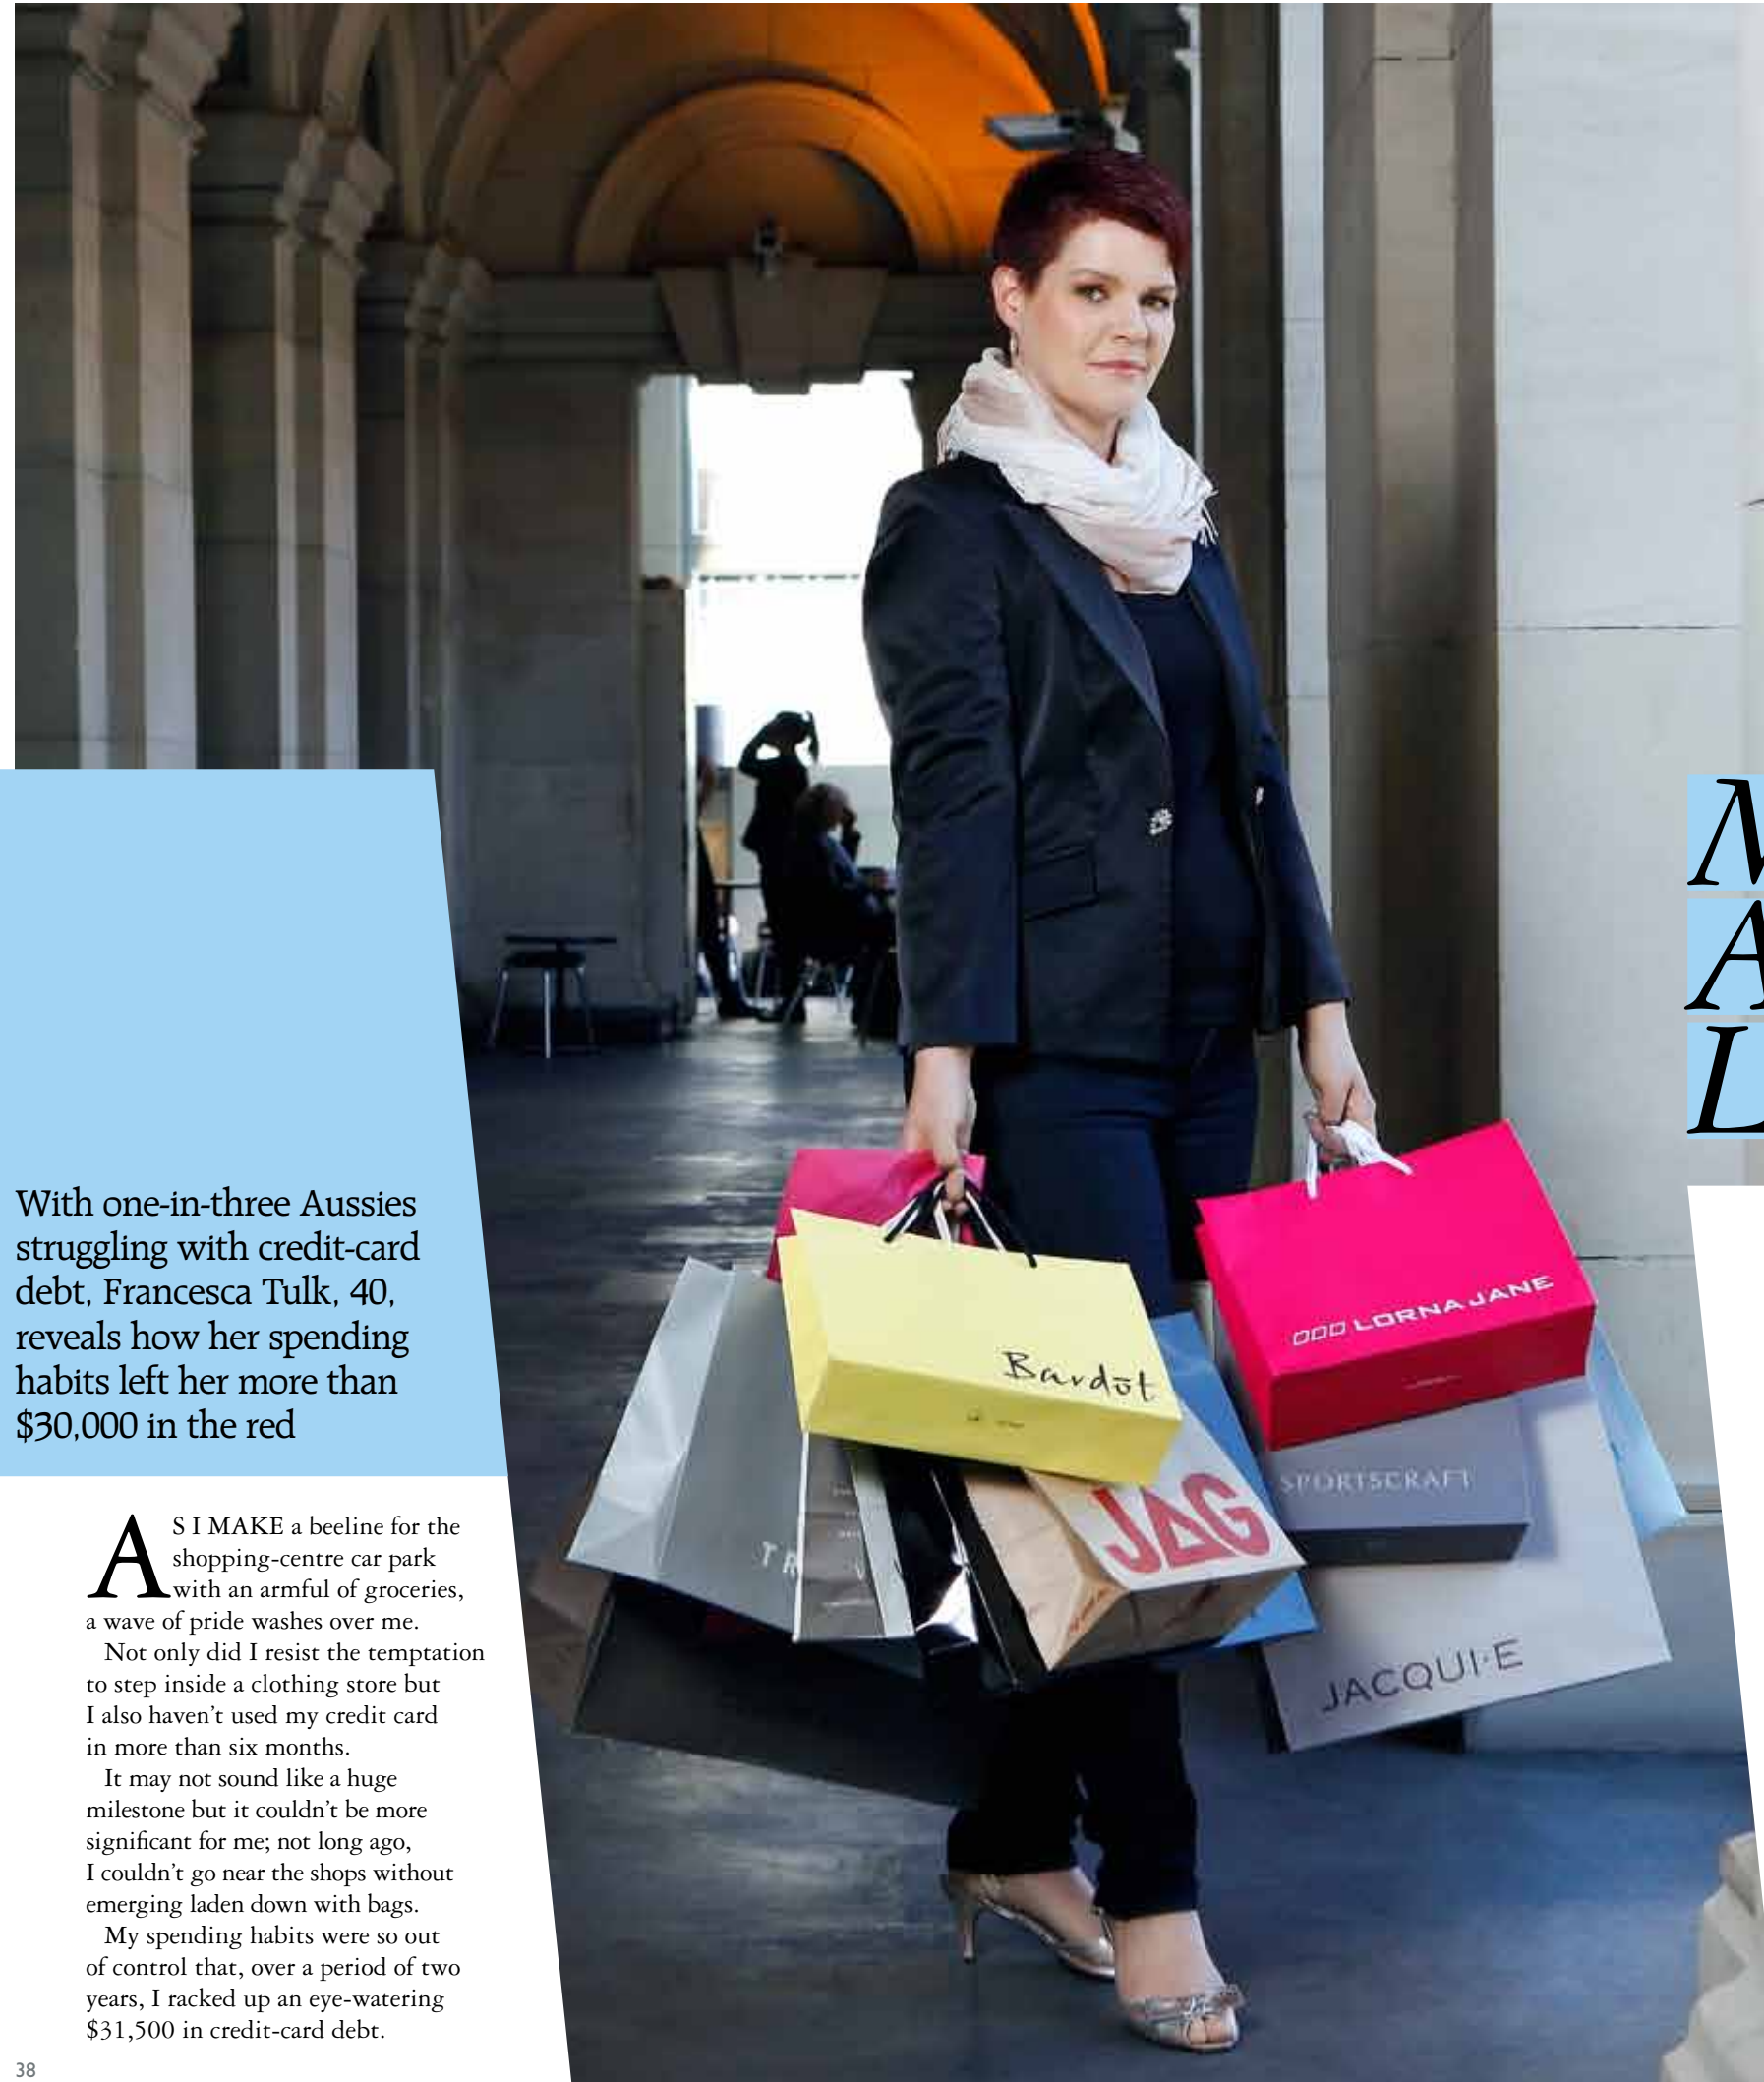 With one-in-three Aussies
struggling with credit-card
debt, Francesca Tulk, 40,
reveals how her spending
habits left her more than
$30,000 in the red
AS I MAKE a beeline for the
shopping-centre car park
with an armful of groceries,
a wave of pride washes over me.
Not only did I resist the temptation
to step inside a clothing store but
I also haven’t used my credit card
in more than six months.
It may not sound like a huge
milestone but it couldn’t be more
significant for me; not long ago,
I couldn’t go near the shops without
emerging laden down with bags.
My spending habits were so out
of control that, over a period of two
years, I racked up an eye-watering
$31,500 in credit-card debt.
38
Bardot
LORNA JANE
JAG
SPORTSCRAFT
JACQUI·E
M
A
L